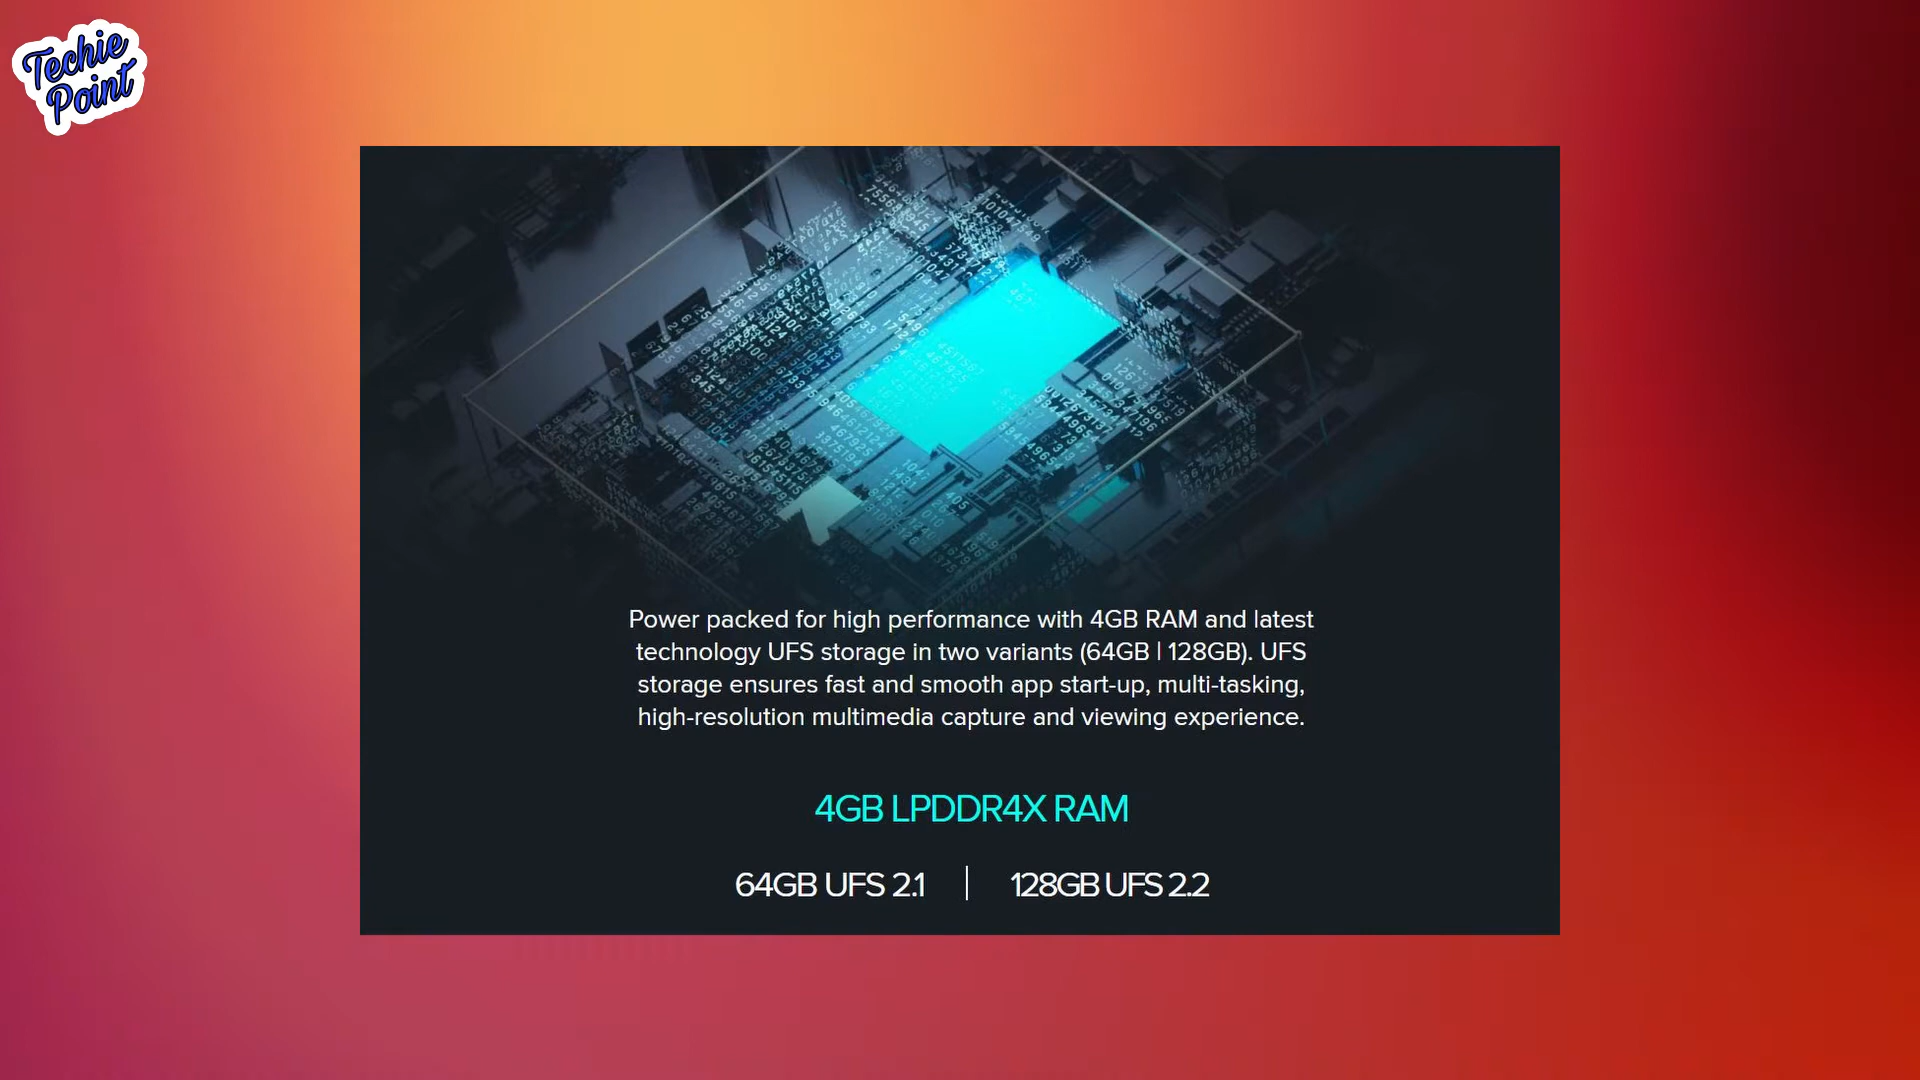 Techie
Point
Power packed for high performance with 4GB RAM and latest
technology UFS storage in two variants (64GB | 128GB). UFS
storage ensures fast and smooth app start-up, multi-tasking,
high-resolution multimedia capture and viewing experience.
4GB LPDDR4X RAM
64GB UFS 2.1 | 128GB UFS 2.2